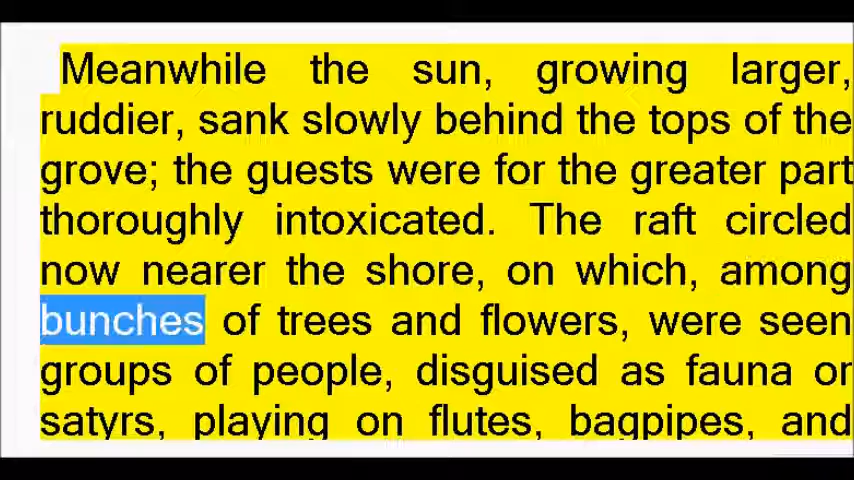 Meanwhile the sun, growing larger,
ruddier, sank slowly behind the tops of the
grove; the guests were for the greater part
thoroughly intoxicated. The raft circled
now nearer the shore, on which, among
bunches of trees and flowers, were seen
groups of people, disguised as fauna or
satyrs, playing on flutes, bagpipes, and